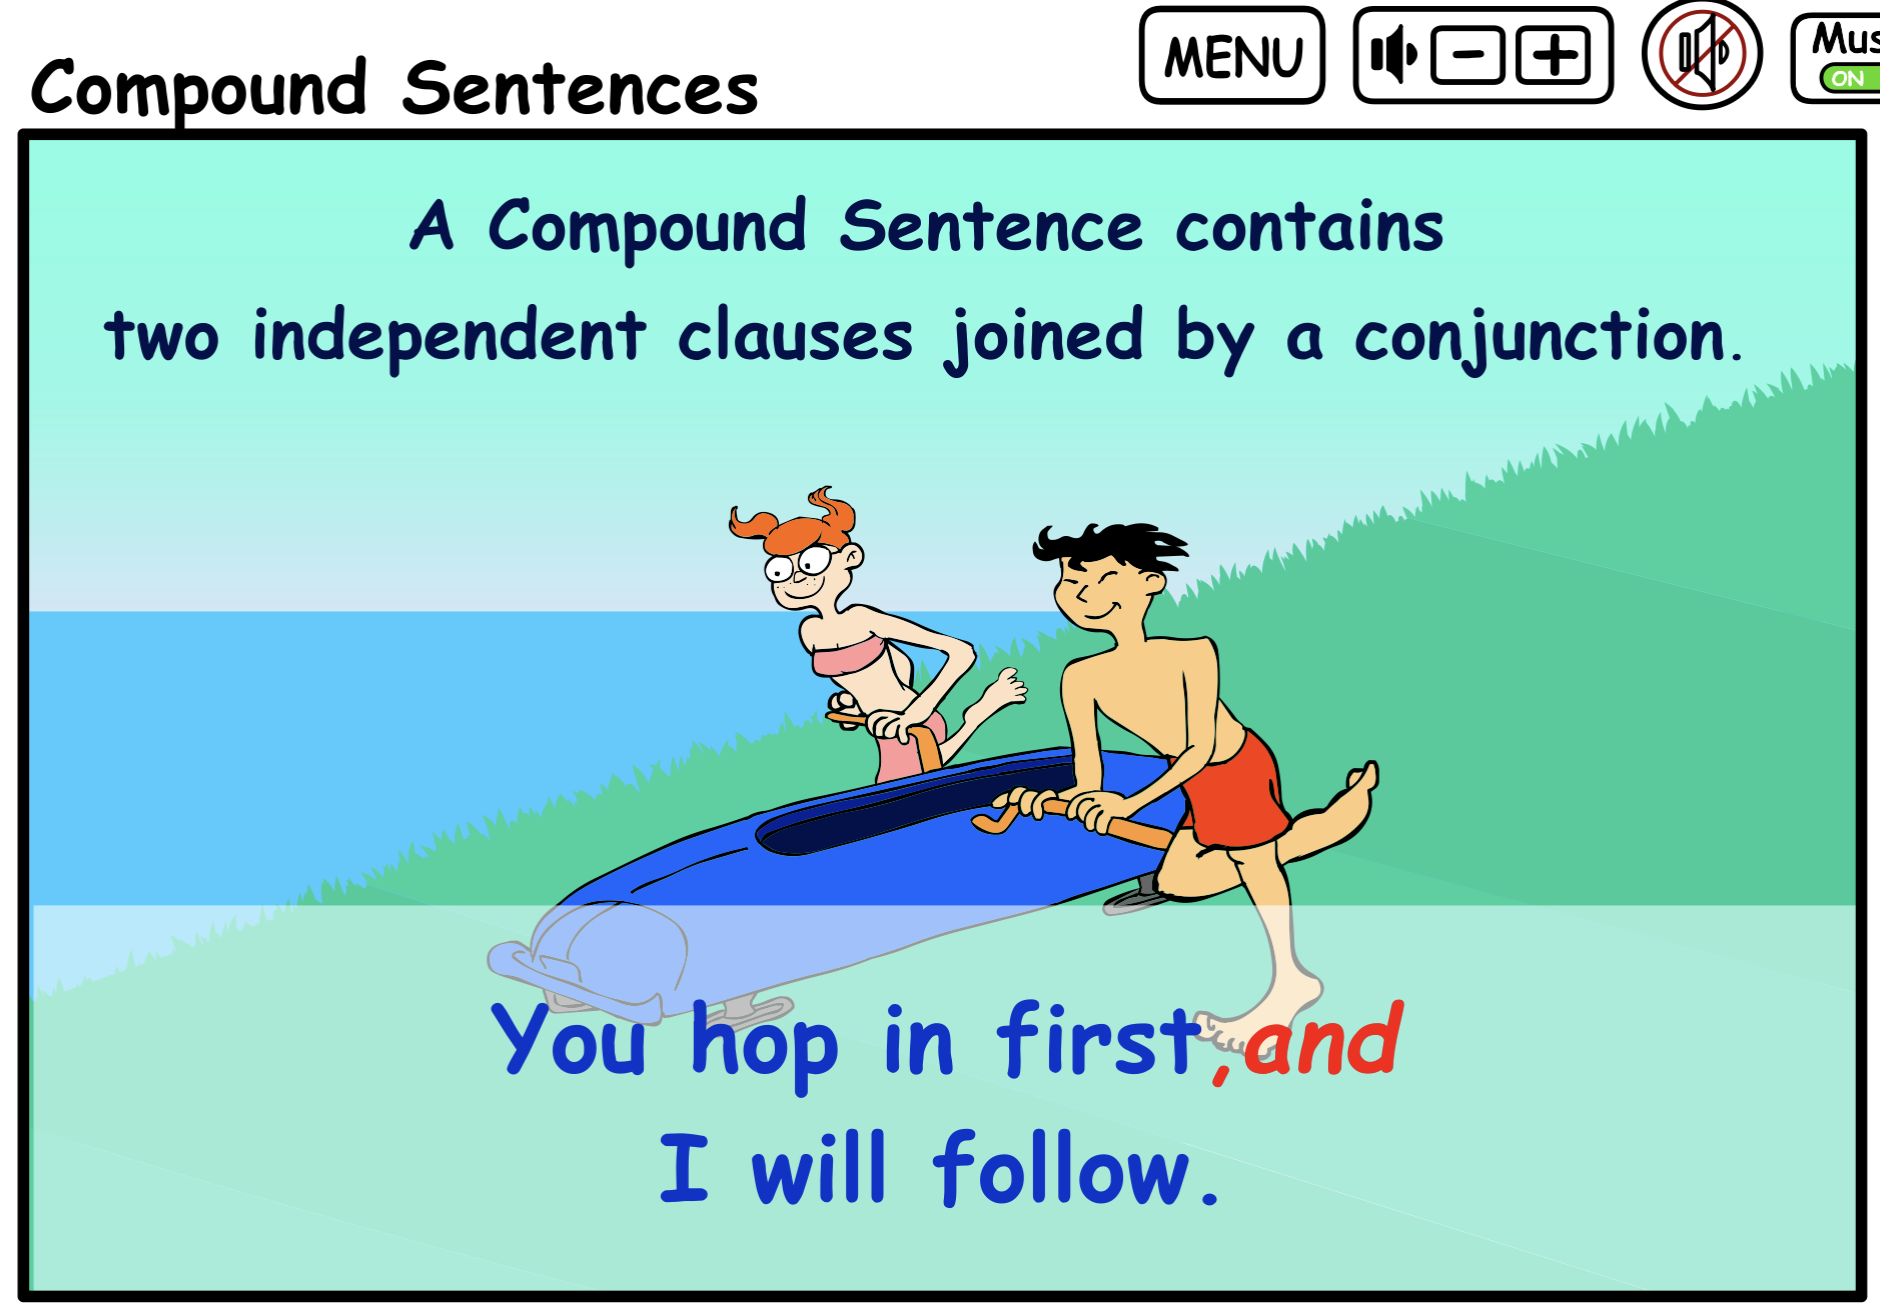 MENU
- +
Mus
ON
Compound Sentences
A Compound Sentence contains
two independent clauses joined by a conjunction.
You hop in first, and
I will follow.